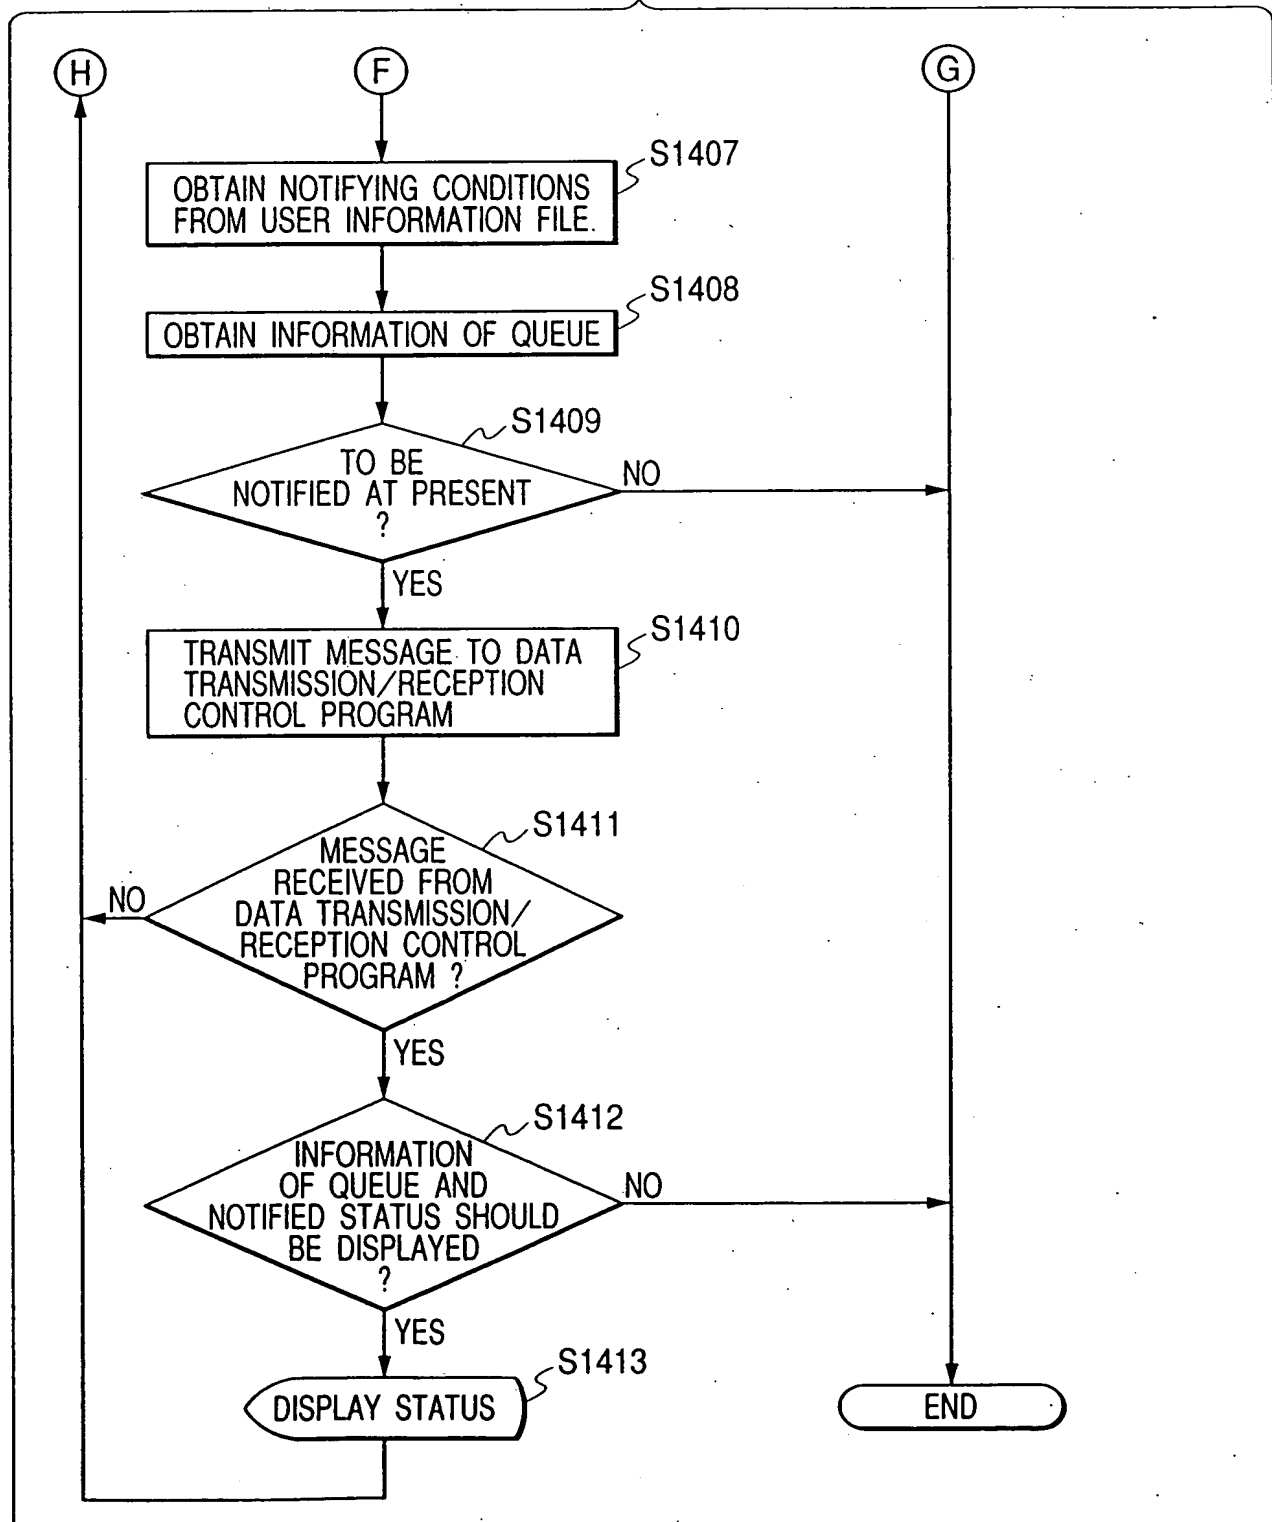 H
F
G
S1407
OBTAIN NOTIFYING CONDITIONS
FROM USER INFORMATION FILE.
S1408
OBTAIN INFORMATION OF QUEUE
S1409
TO BE
NOTIFIED AT PRESENT
?
NO
YES
S1410
TRANSMIT MESSAGE TO DATA
TRANSMISSION/RECEPTION
CONTROL PROGRAM
S1411
MESSAGE
RECEIVED FROM
DATA TRANSMISSION/
RECEPTION CONTROL
PROGRAM ?
NO
YES
S1412
INFORMATION
OF QUEUE AND
NOTIFIED STATUS SHOULD
BE DISPLAYED
?
NO
YES
S1413
DISPLAY STATUS
END